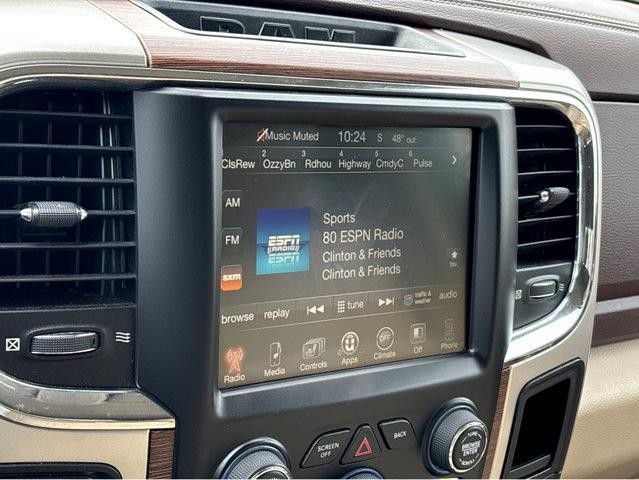 RAM
Music Muted 10:24 S 48° out.
2 3 4 5 6
ClsRew OzzyBn Rdhou Highway CmdyC Pulse
AM
Sports
ESPN
RADIO
FM
80 ESPN Radio
Clinton & Friends
Clinton & Friends
fav.
sxm
browse replay tune traffic & weather audio
Radio Media Controls Apps OFF Climate Off Phone
SCREEN OFF
BACK
TUNE
BROWSE
ENTER
SCROLL